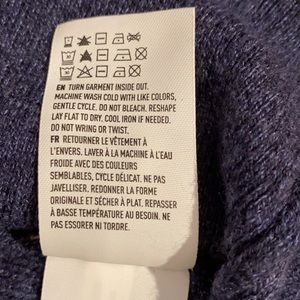 EN TURN GARMENT INSIDE OUT.
MACHINE WASH COLD WITH LIKE COLORS,
GENTLE CYCLE. DO NOT BLEACH. RESHAPE
LAY FLAT TO DRY. COOL IRON IF NEEDED.
DO NOT WRING OR TWIST.
FR RETOURNER LE VÊTEMENT À
L'ENVERS. LAVER À LA MACHINE À L'EAU
FROIDE AVEC DES COULEURS
SEMBLABLES, CYCLE DÉLICAT. NE PAS
JAVELLISER. REDONNER LA FORME
ORIGINALE ET SÉCHER À PLAT. REPASSER
À BASSE TEMPÉRATURE AU BESOIN. NE
PAS ESSORER NI TORDRE.